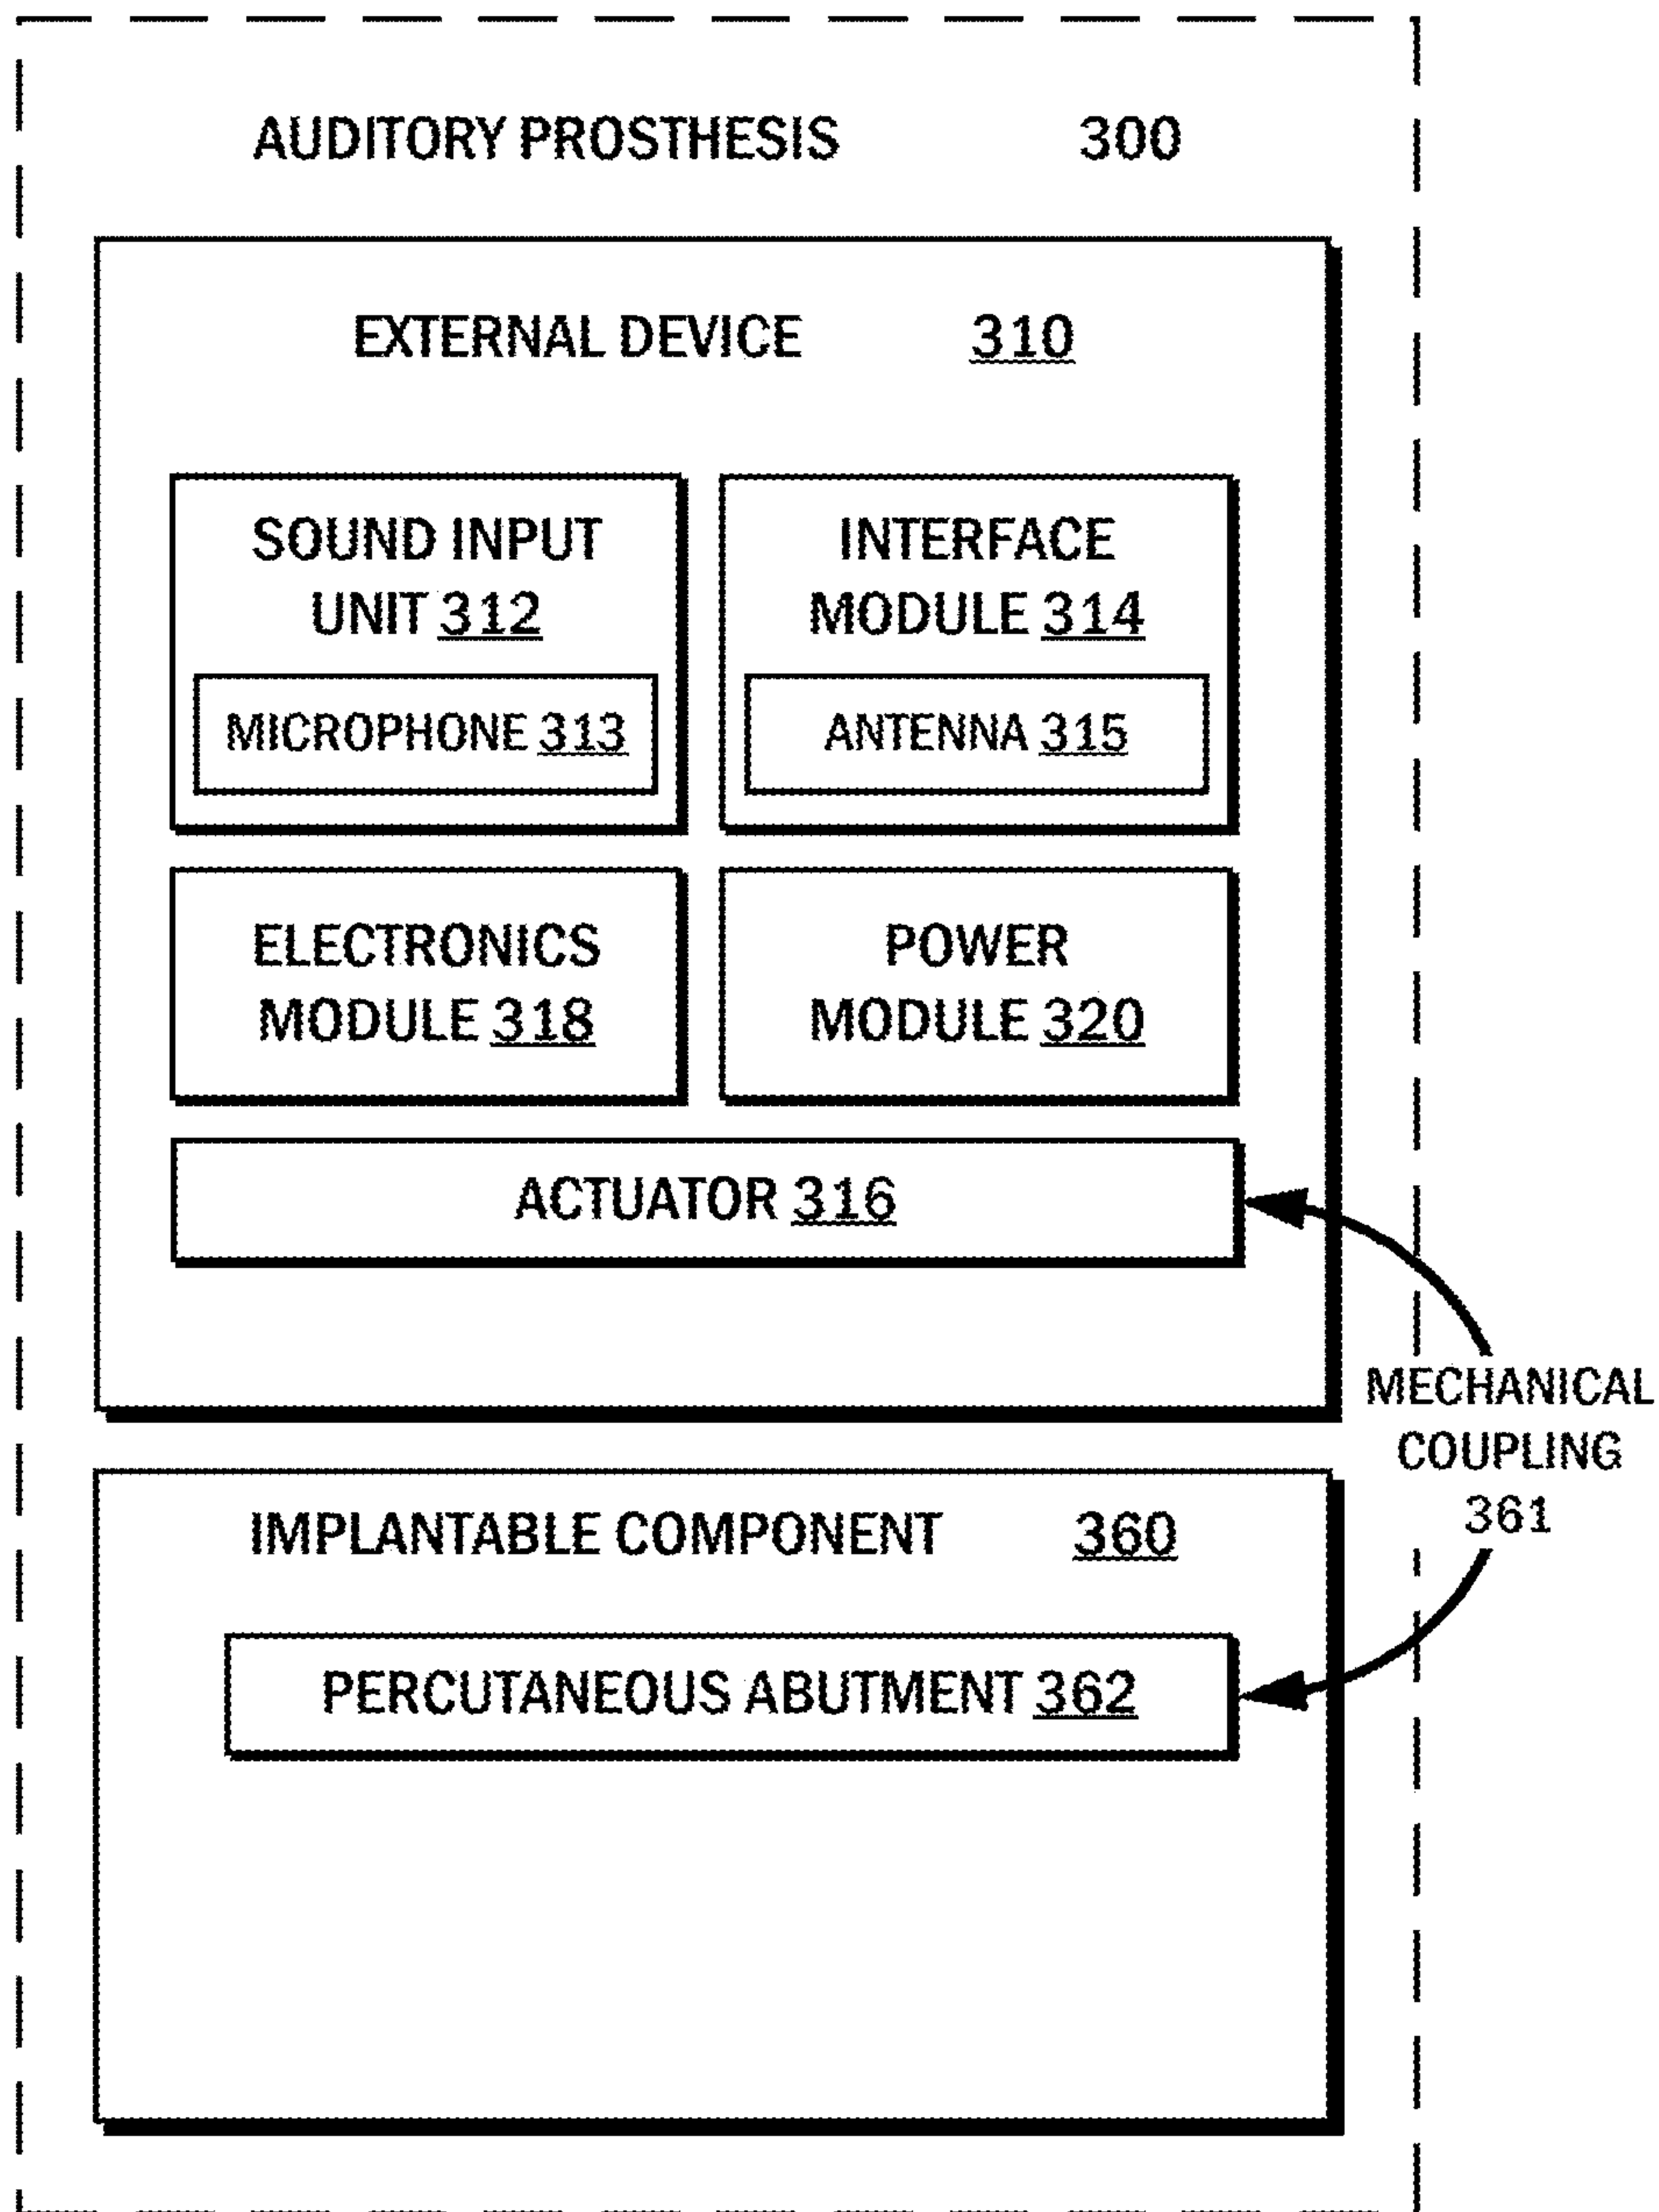 AUDITORY PROSTHESIS 300
EXTERNAL DEVICE 310
SOUND INPUT
UNIT 312
MICROPHONE 313
INTERFACE
MODULE 314
ANTENNA 315
ELECTRONICS
MODULE 318
POWER
MODULE 320
ACTUATOR 316
MECHANICAL
COUPLING
361
IMPLANTABLE COMPONENT 360
PERCUTANEOUS ABUTMENT 362